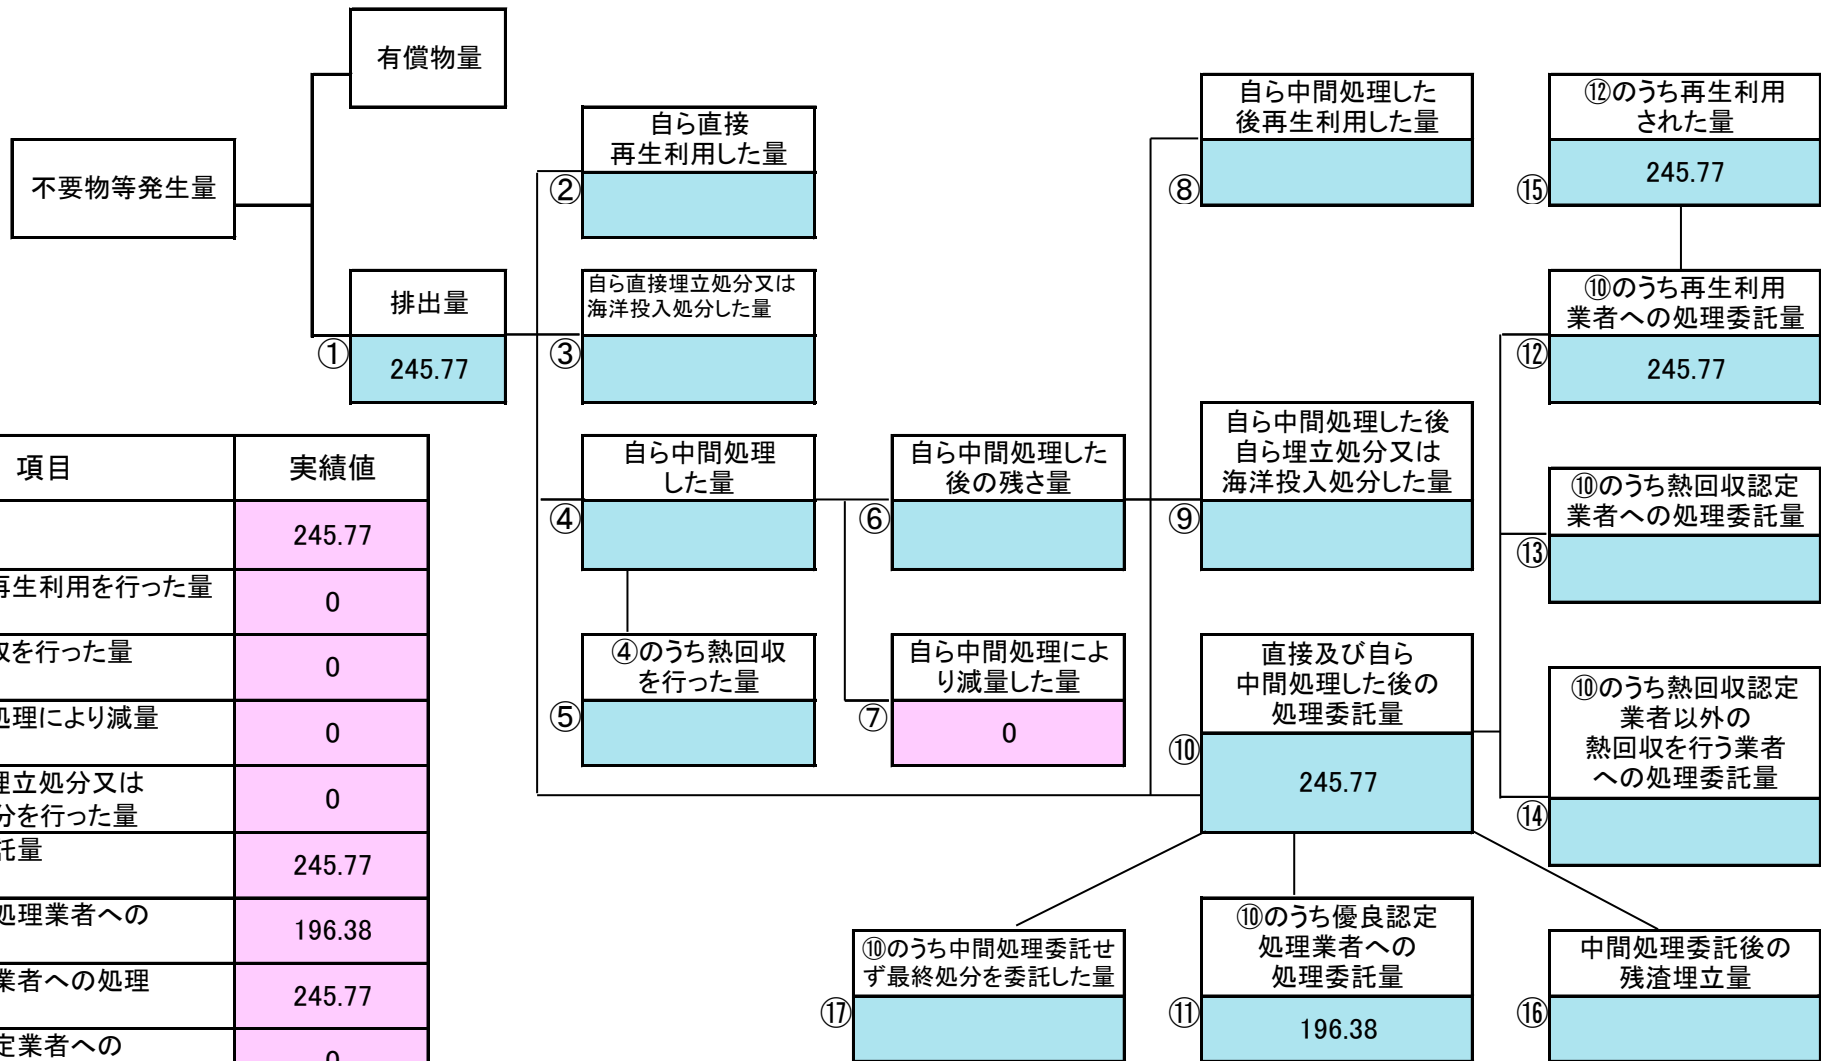 有償物量
不要物等発生量
排出量
①
245.77
自ら直接
再生利用した量
②
自ら直接埋立処分又は
海洋投入処分した量
③
自ら中間処理
した量
④
④のうち熱回収
を行った量
⑤
自ら中間処理した
後の残さ量
⑥
自ら中間処理によ
り減量した量
⑦
0
自ら中間処理した
後再生利用した量
⑧
自ら中間処理した後
自ら埋立処分又は
海洋投入処分した量
⑨
直接及び自ら
中間処理した後の
処理委託量
⑩
245.77
⑫のうち再生利用
された量
⑮
245.77
⑩のうち再生利用
業者への処理委託量
⑫
245.77
⑩のうち熱回収認定
業者への処理委託量
⑬
⑩のうち熱回収認定
業者以外の
熱回収を行う業者
への処理委託量
⑭
⑩のうち中間処理委託せ
ず最終処分を委託した量
⑰
⑩のうち優良認定
処理業者への
処理委託量
⑪
196.38
中間処理委託後の
残渣埋立量
⑯
項目 実績値
245.77
再生利用を行った量
0
を行った量
0
処理により減量
0
埋立処分又は
分を行った量
0
託量
245.77
処理業者への
196.38
業者への処理
245.77
定業者への
0